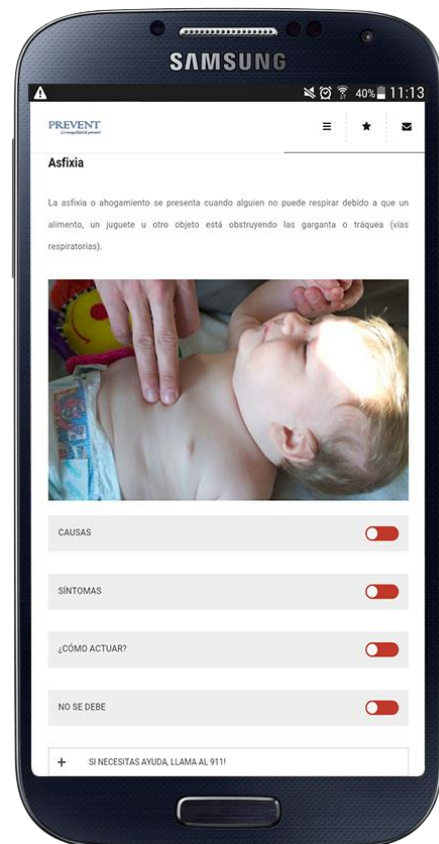 SAMSUNG
40% 11:13
PREVENT
Asfixia
La asfixia o ahogamiento se presenta cuando alguien no puede respirar debido a que un
alimento, un juguete u otro objeto está obstruyendo las garganta o tráquea (vías
respiratorias).
CAUSAS
SÍNTOMAS
¿CÓMO ACTUAR?
NO SE DEBE
+ SI NECESITAS AYUDA, LLAMA AL 911!